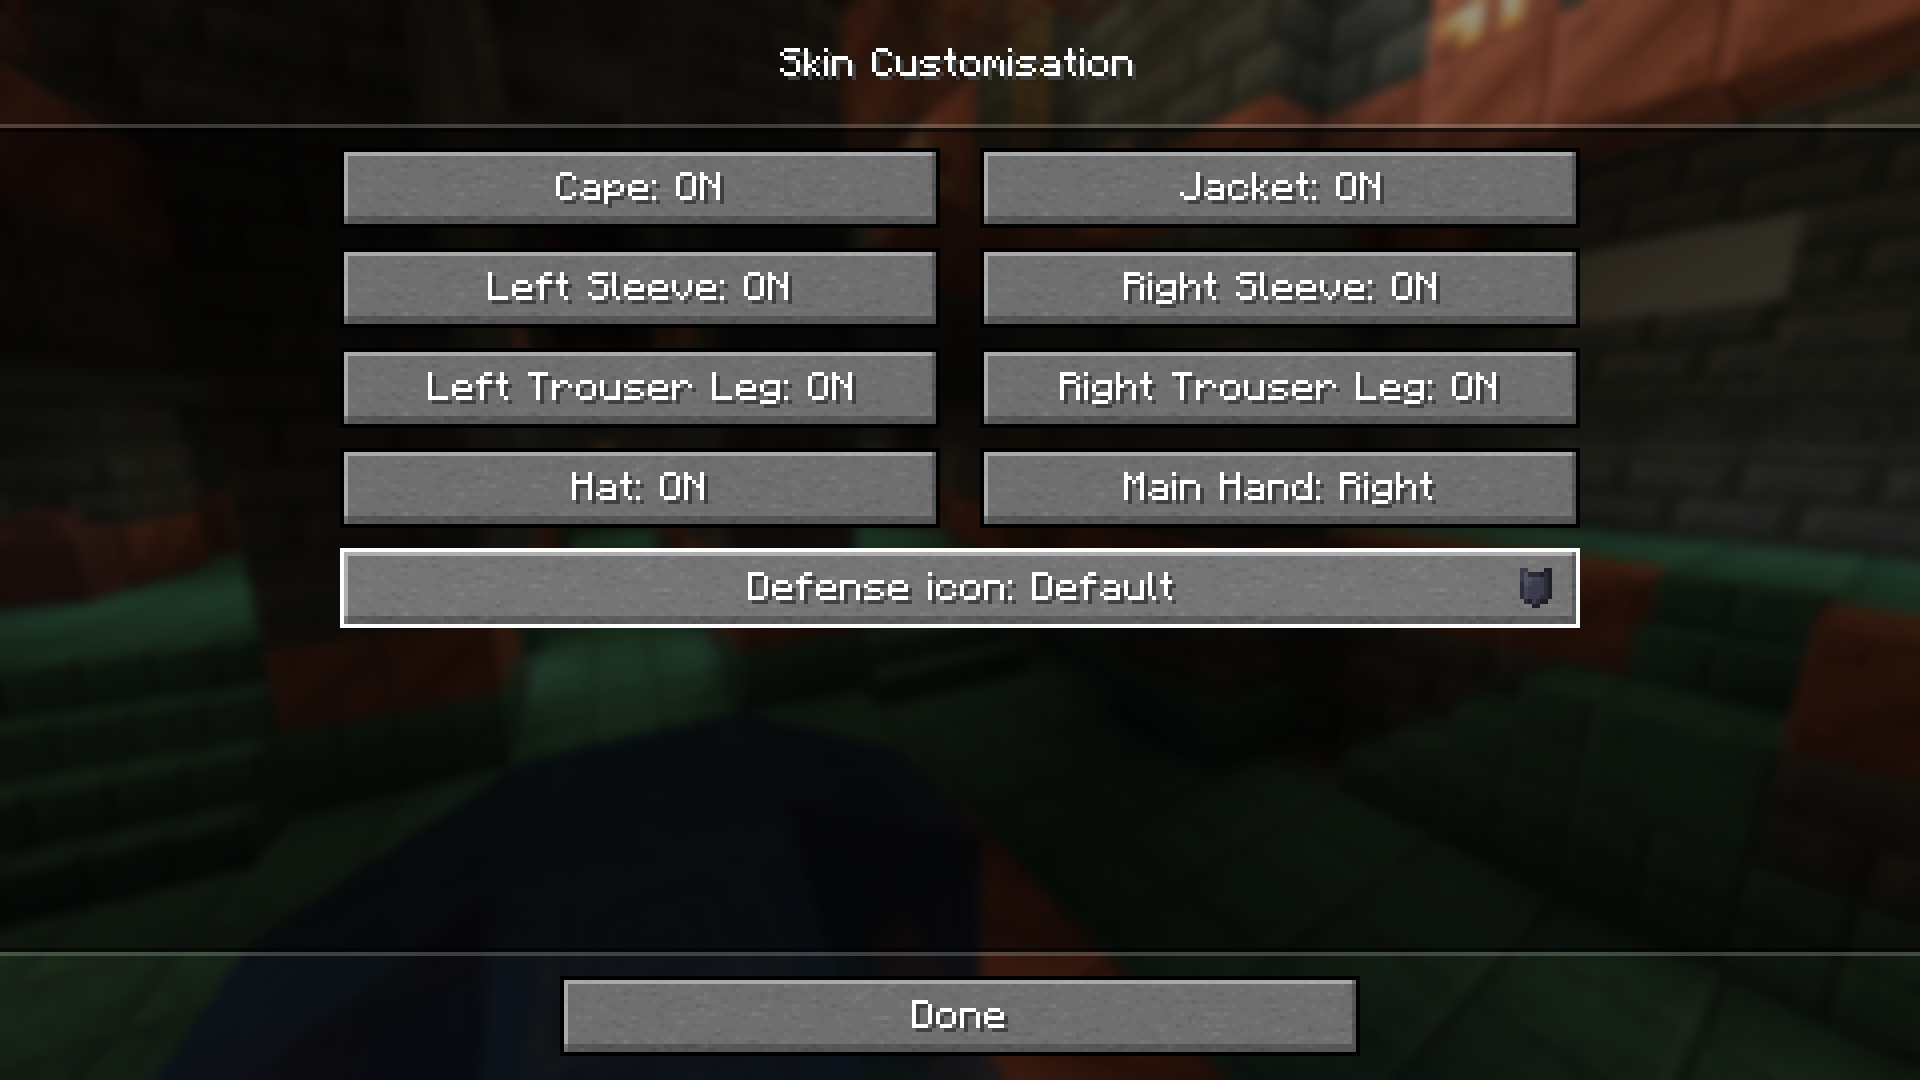 Skin Customisation
Cape: ON
Jacket: ON
Left Sleeve: ON
Right Sleeve: ON
Left Trouser Leg: ON
Right Trouser Leg: ON
Hat: ON
Main Hand: Right
Defense icon: Default
Done